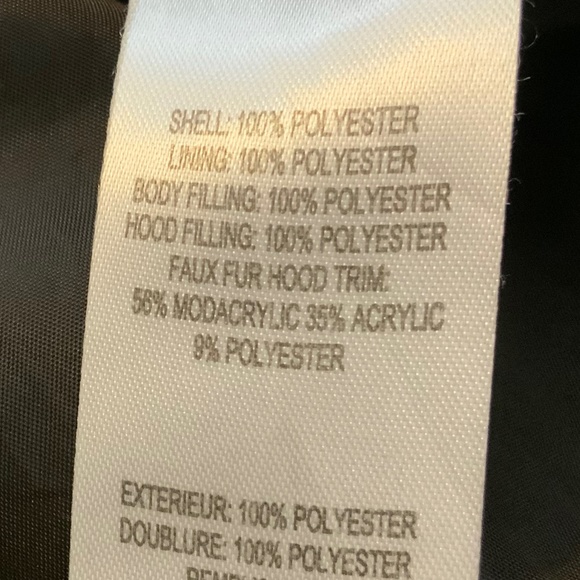 SHELL: 100% POLYESTER
LINING: 100% POLYESTER
BODY FILLING: 100% POLYESTER
HOOD FILLING: 100% POLYESTER
FAUX FUR HOOD TRIM:
56% MODACRYLIC 35% ACRYLIC
9% POLYESTER
EXTERIEUR: 100% POLYESTER
DOUBLURE: 100% POLYESTER